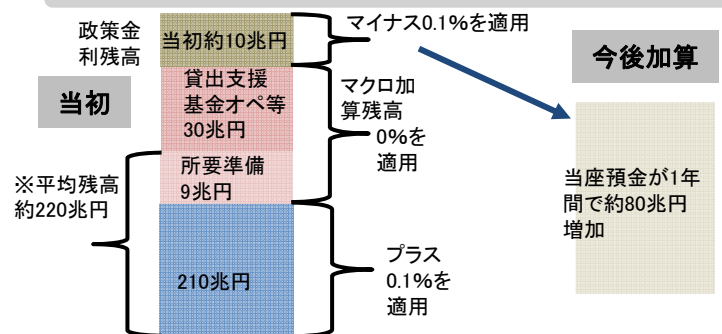 政策金
利残高
当初約10兆円
マイナス0.1%を適用
今後加算
当初
貸出支援
基金オペ等
30兆円
マクロ加
算残高
0%を
適用
※平均残高
約220兆円
所要準備
9兆円
当座預金が1年
間で約80兆円
増加
210兆円
プラス
0.1%を
適用